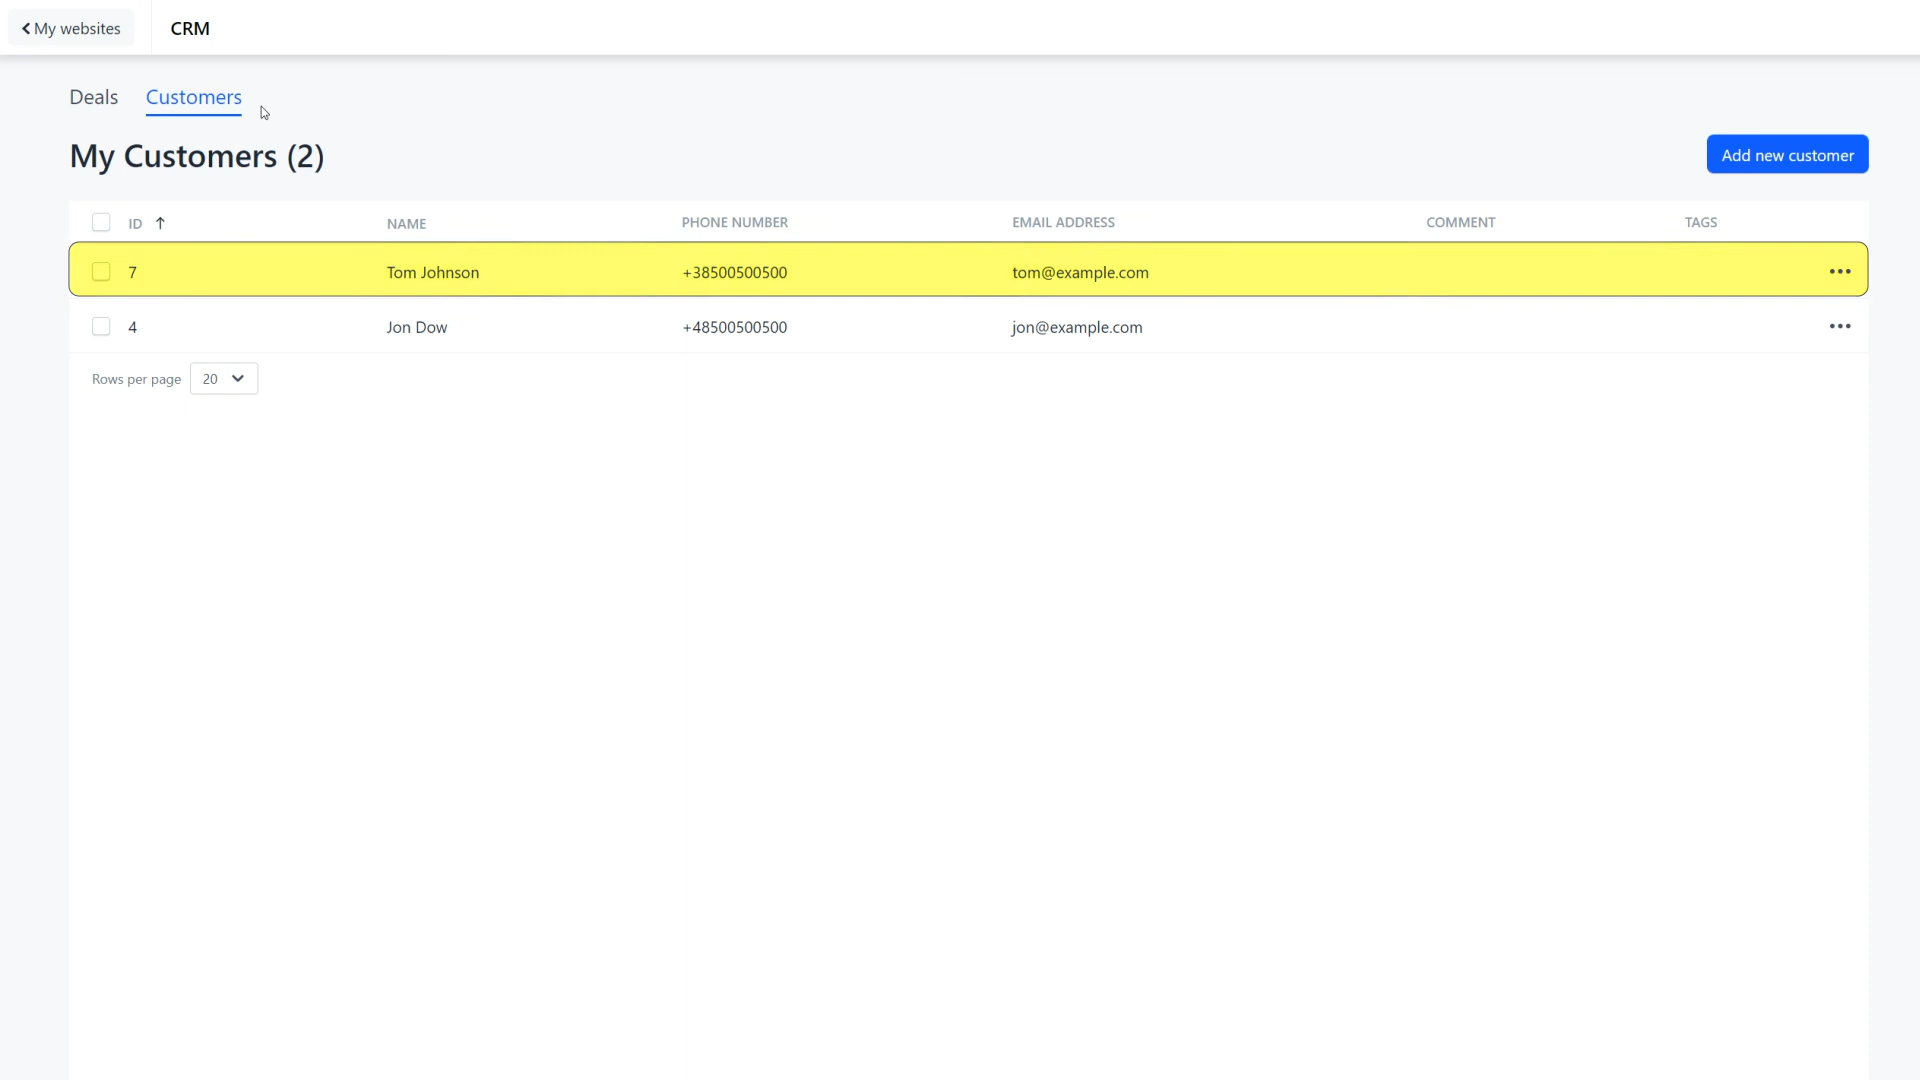 My websites
CRM
Deals Customers
My Customers (2)
Add new customer
ID NAME PHONE NUMBER EMAIL ADDRESS COMMENT TAGS
7 Tom Johnson +38500500500 tom@example.com
4 Jon Dow +48500500500 jon@example.com
Rows per page 20